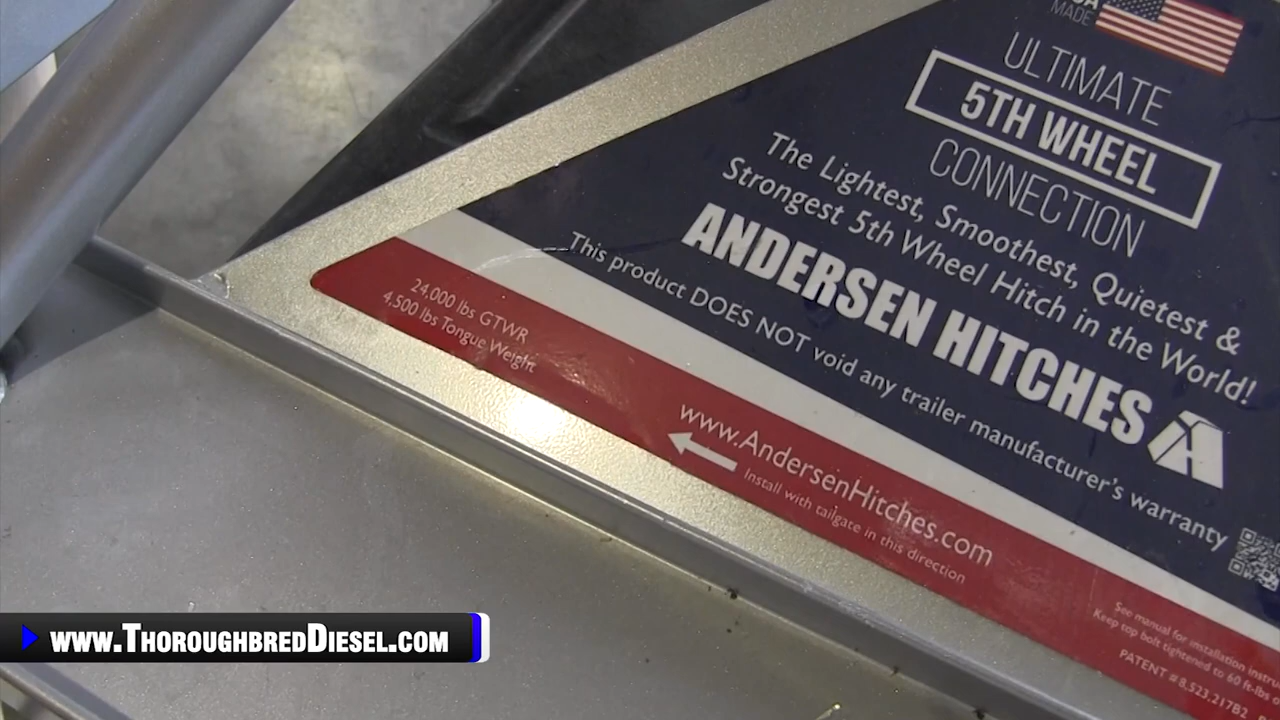 MADE
ULTIMATE
5TH WHEEL
CONNECTION
The Lightest, Smoothest, Quietest &
Strongest 5th Wheel Hitch in the World!
ANDERSEN HITCHES
This product DOES NOT void any trailer manufacturer's warranty
24,000 lbs GTWR
4,500 lbs Tongue Weight
www.AndersenHitches.com
Install with tailgate in this direction
See manual for installation
Keep top bolt tightened to 60 ft-lbs
PATENT # 8,523,217B2
www.ThoroughbredDiesel.com